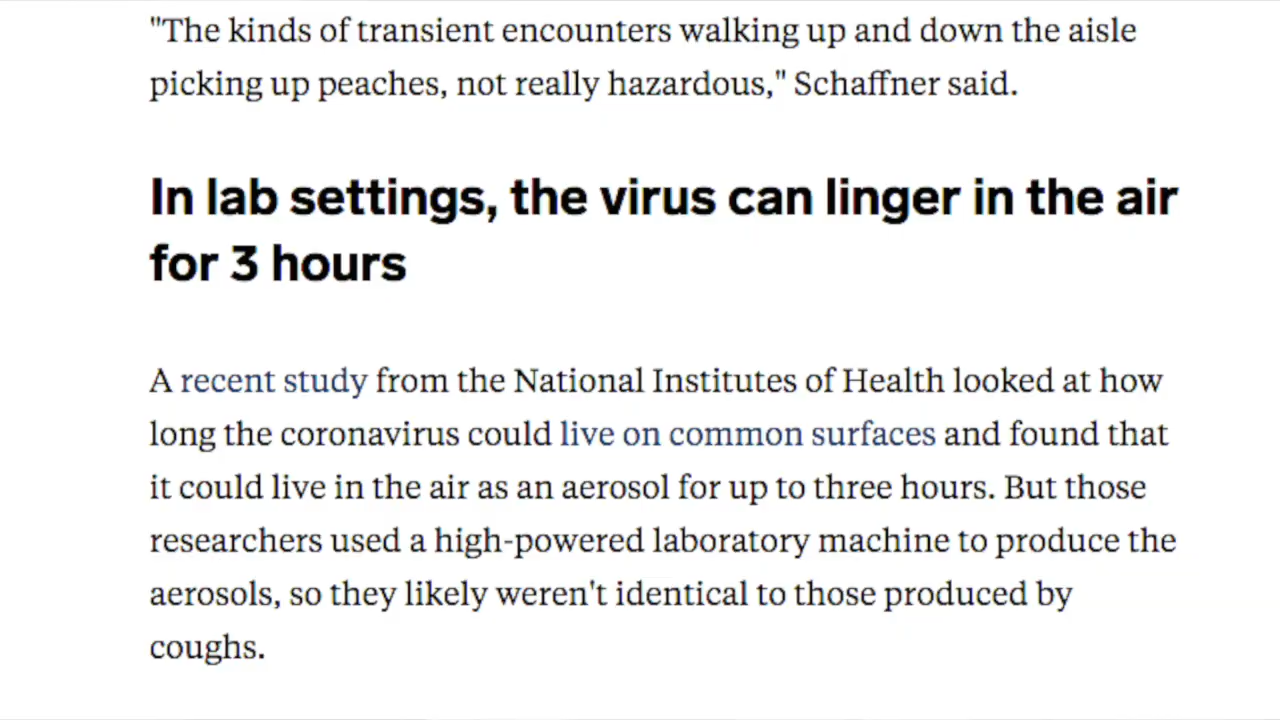 "The kinds of transient encounters walking up and down the aisle
picking up peaches, not really hazardous," Schaffner said.
In lab settings, the virus can linger in the air
for 3 hours
A recent study from the National Institutes of Health looked at how
long the coronavirus could live on common surfaces and found that
it could live in the air as an aerosol for up to three hours. But those
researchers used a high-powered laboratory machine to produce the
aerosols, so they likely weren't identical to those produced by
coughs.